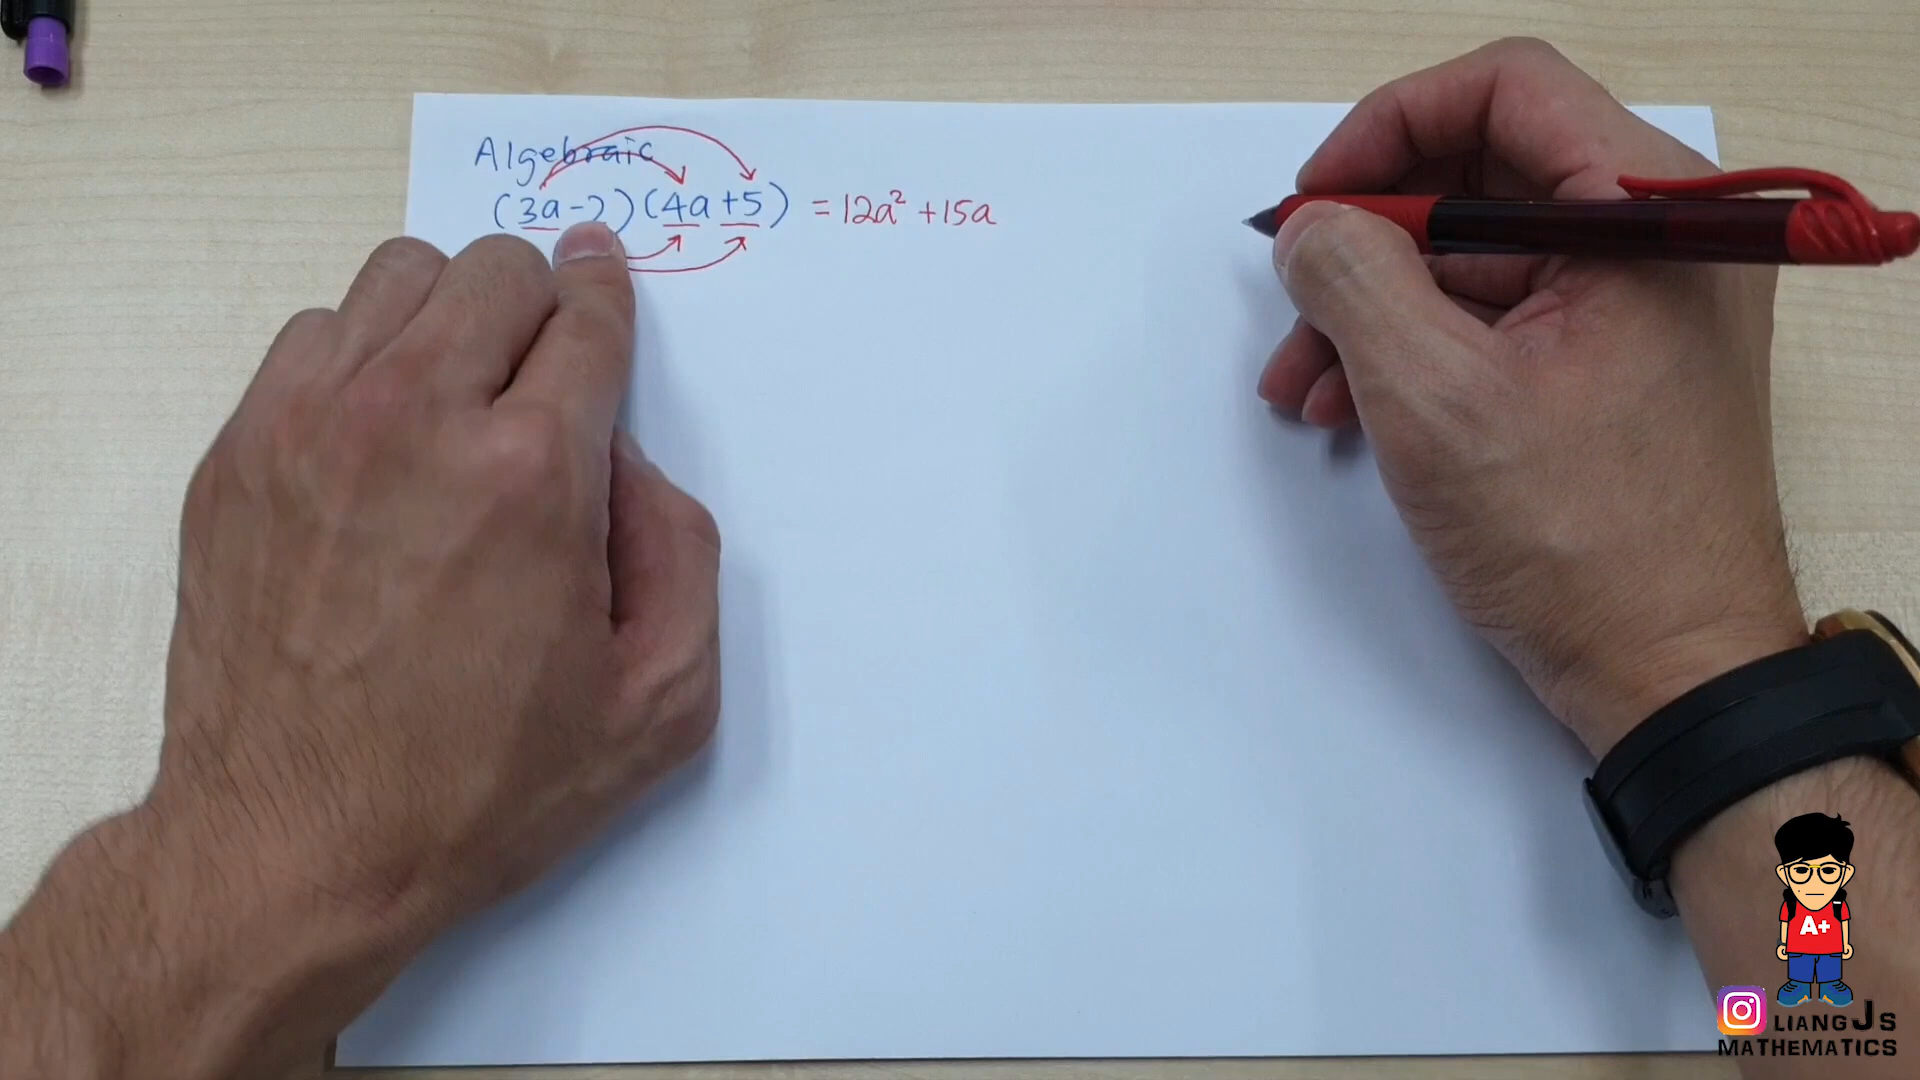 Algebraic
(3a-2)(4a+5) = 12a² +15a
A+
LIANG JS
MATHEMATICS